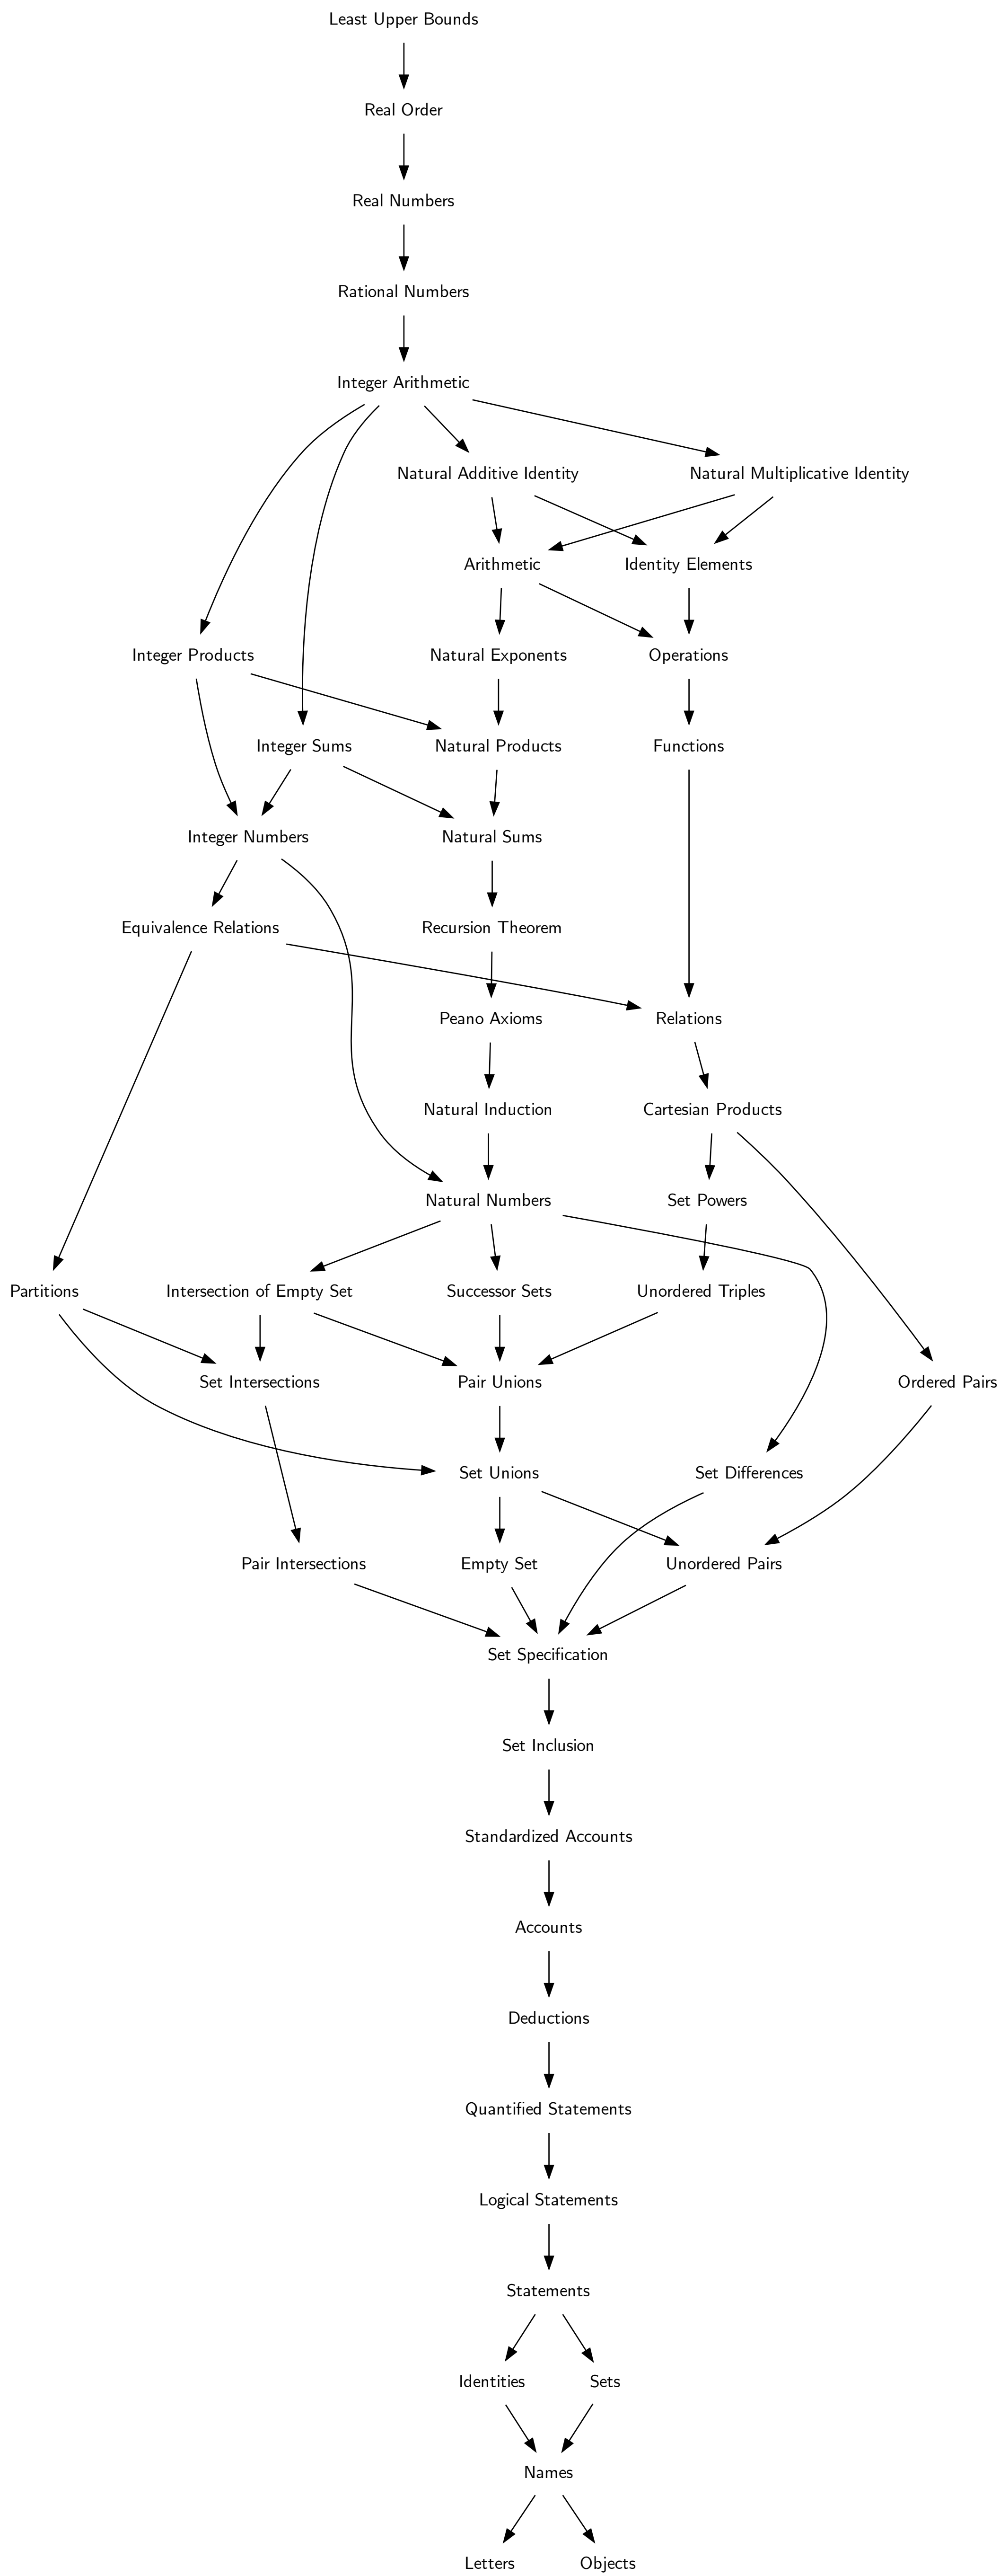 Least Upper Bounds
Real Order
Real Numbers
Rational Numbers
Integer Arithmetic
Natural Additive Identity
Natural Multiplicative Identity
Arithmetic
Identity Elements
Integer Products
Natural Exponents
Operations
Integer Sums
Natural Products
Functions
Integer Numbers
Natural Sums
Equivalence Relations
Recursion Theorem
Peano Axioms
Relations
Natural Induction
Cartesian Products
Natural Numbers
Set Powers
Partitions
Intersection of Empty Set
Successor Sets
Unordered Triples
Set Intersections
Pair Unions
Ordered Pairs
Set Unions
Set Differences
Pair Intersections
Empty Set
Unordered Pairs
Set Specification
Set Inclusion
Standardized Accounts
Accounts
Deductions
Quantified Statements
Logical Statements
Statements
Identities
Sets
Names
Letters
Objects